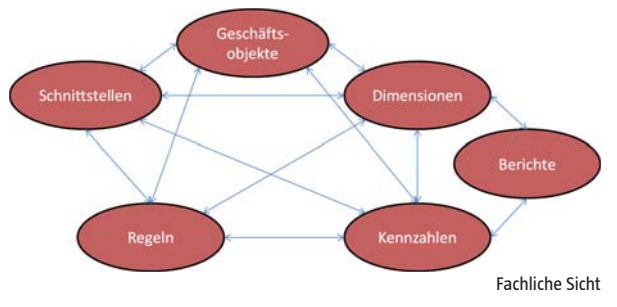 Geschäfts-
objekte
Schnittstellen
Dimensionen
Berichte
Regeln
Kennzahlen
Fachliche Sicht